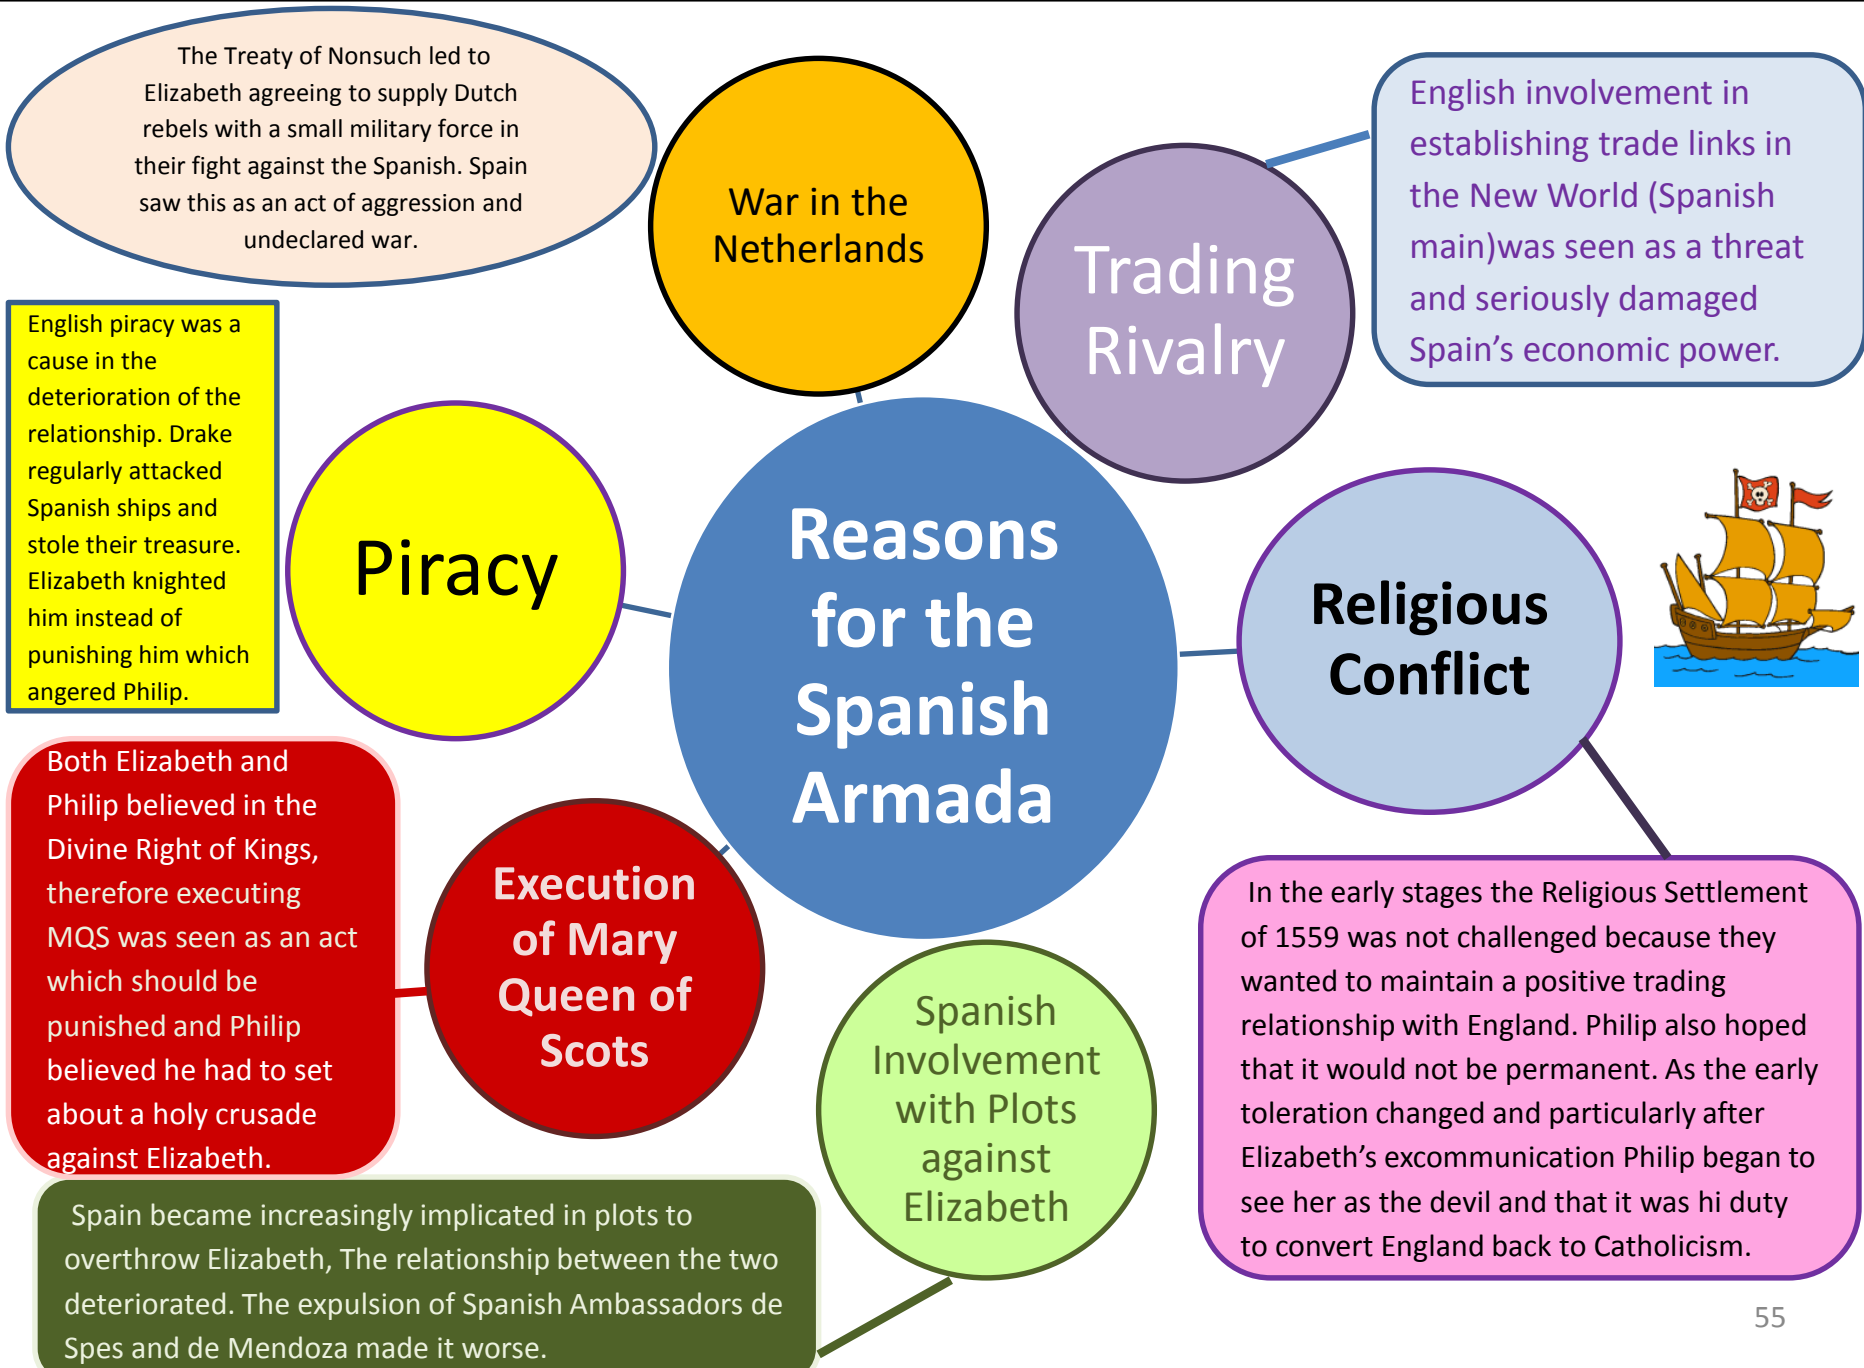 The Treaty of Nonsuch led to
Elizabeth agreeing to supply Dutch
rebels with a small military force in
their fight against the Spanish. Spain
saw this as an act of aggression and
undeclared war.
War in the
Netherlands
Trading
Rivalry
English involvement in
establishing trade links in
the New World (Spanish
main)was seen as a threat
and seriously damaged
Spain’s economic power.
English piracy was a
cause in the
deterioration of the
relationship. Drake
regularly attacked
Spanish ships and
stole their treasure.
Elizabeth knighted
him instead of
punishing him which
angered Philip.
Piracy
Reasons
for the
Spanish
Armada
Religious
Conflict
Both Elizabeth and
Philip believed in the
Divine Right of Kings,
therefore executing
MQS was seen as an act
which should be
punished and Philip
believed he had to set
about a holy crusade
against Elizabeth.
Execution
of Mary
Queen of
Scots
Spanish
Involvement
with Plots
against
Elizabeth
In the early stages the Religious Settlement
of 1559 was not challenged because they
wanted to maintain a positive trading
relationship with England. Philip also hoped
that it would not be permanent. As the early
toleration changed and particularly after
Elizabeth’s excommunication Philip began to
see her as the devil and that it was hi duty
to convert England back to Catholicism.
Spain became increasingly implicated in plots to
overthrow Elizabeth, The relationship between the two
deteriorated. The expulsion of Spanish Ambassadors de
Spes and de Mendoza made it worse.
55